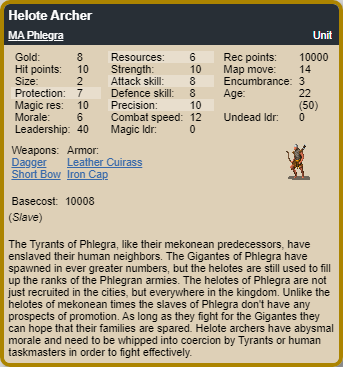 Helote Archer
MA Phlegra Unit
Gold: 8 Resources: 6 Rec points: 10000
Hit points: 10 Strength: 10 Map move: 14
Size: 2 Attack skill: 8 Encumbrance: 3
Protection: 7 Defence skill: 8 Age: 22
Magic res: 10 Precision: 10 (50)
Morale: 6 Combat speed: 12 Undead ldr: 0
Leadership: 40 Magic ldr: 0
Weapons: Armor:
Dagger Leather Cuirass
Short Bow Iron Cap
Basecost: 10008
(Slave)
The Tyrants of Phlegra, like their mekonean predecessors, have
enslaved their human neighbors. The Gigantes of Phlegra have
spawned in ever greater numbers, but the helotes are still used to fill
up the ranks of the Phlegran armies. The helotes of Phlegra are not
just recruited in the cities, but everywhere in the kingdom. Unlike the
helotes of mekonean times the slaves of Phlegra don't have any
prospects of promotion. As long as they fight for the Gigantes they
can hope that their families are spared. Helote archers have abysmal
morale and need to be whipped into coercion by Tyrants or human
taskmasters in order to fight effectively.